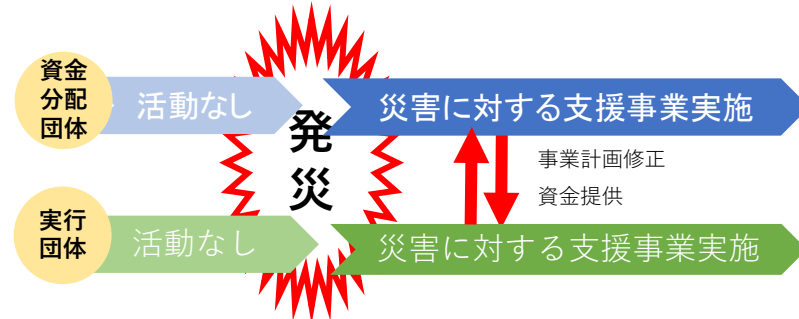 資金
分配
団体
活動なし
発
災
災害に対する支援事業実施
事業計画修正
資金提供
実行
団体
活動なし
災害に対する支援事業実施